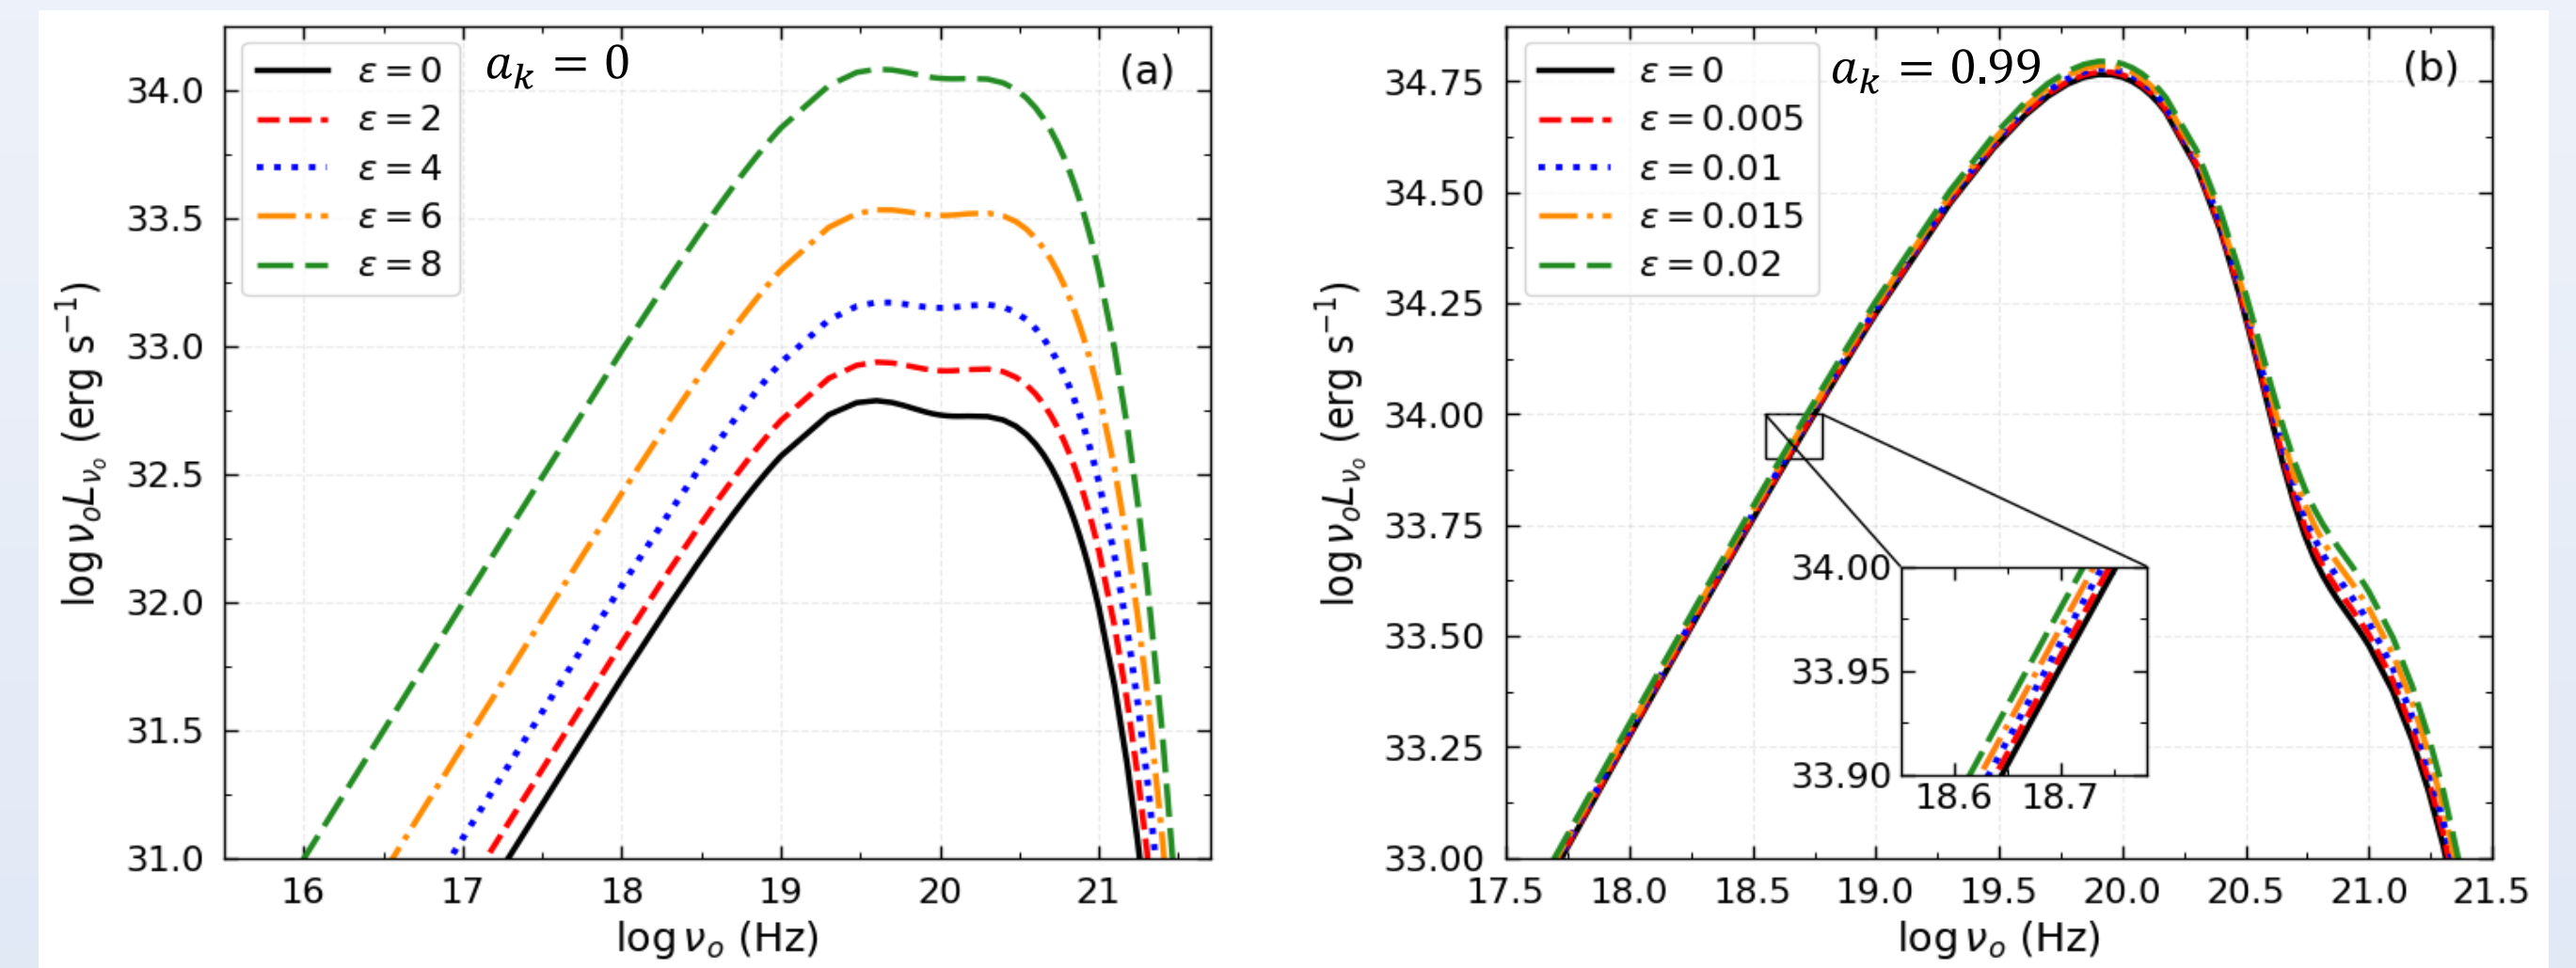 a_k = 0
(a)
ε = 0
ε = 2
ε = 4
ε = 6
ε = 8
34.0
33.5
33.0
32.5
32.0
31.5
31.0
log ν_o L_{ν_o} (erg s⁻¹)
16 17 18 19 20 21
log ν_o (Hz)
a_k = 0.99
(b)
ε = 0
ε = 0.005
ε = 0.01
ε = 0.015
ε = 0.02
34.75
34.50
34.25
34.00
33.75
33.50
33.25
33.00
log ν_o L_{ν_o} (erg s⁻¹)
34.00
33.95
33.90
18.6 18.7
17.5 18.0 18.5 19.0 19.5 20.0 20.5 21.0 21.5
log ν_o (Hz)